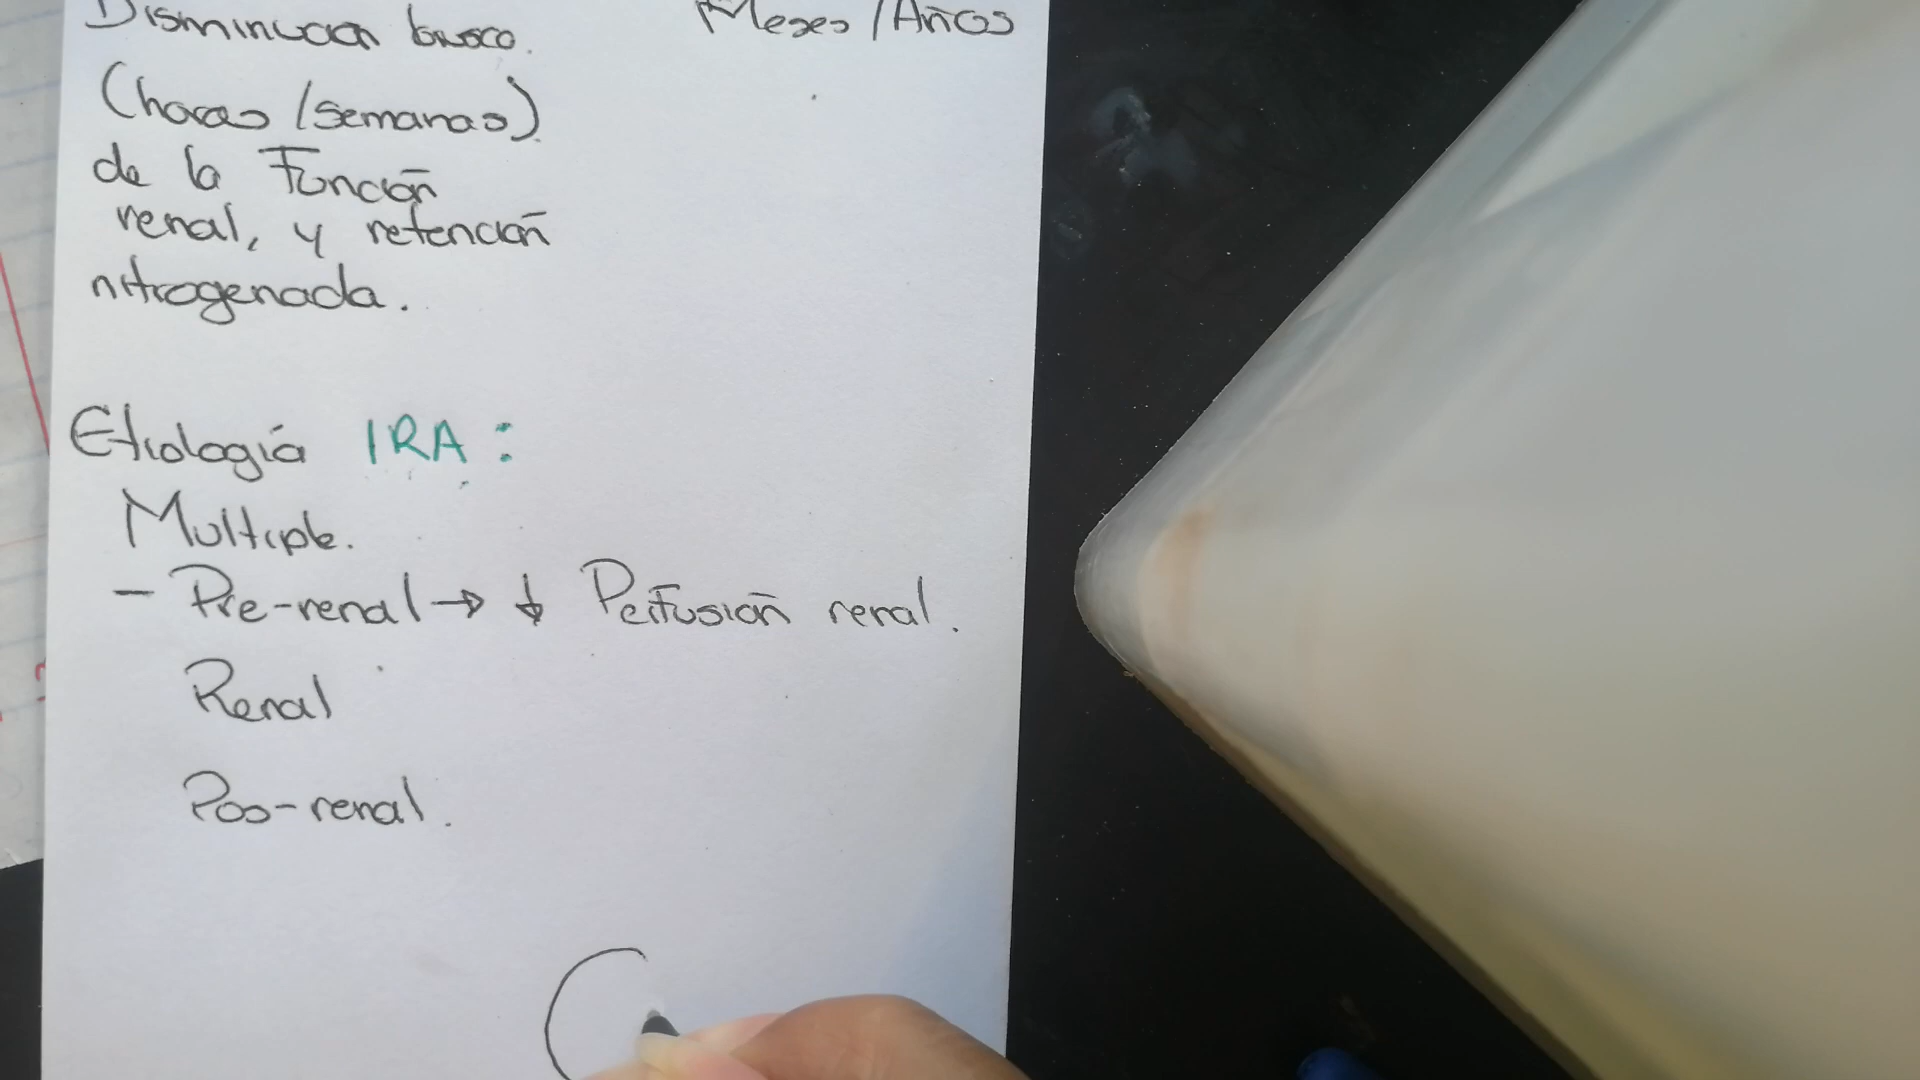 Disminucion brusca. Meses/Años
(horas/semanas)
de la Función
renal, y retención
nitrogenada.
Etiología IRA:
Multiple.
- Pre-renal → ↓ Perfusión renal.
Renal
Pos-renal.